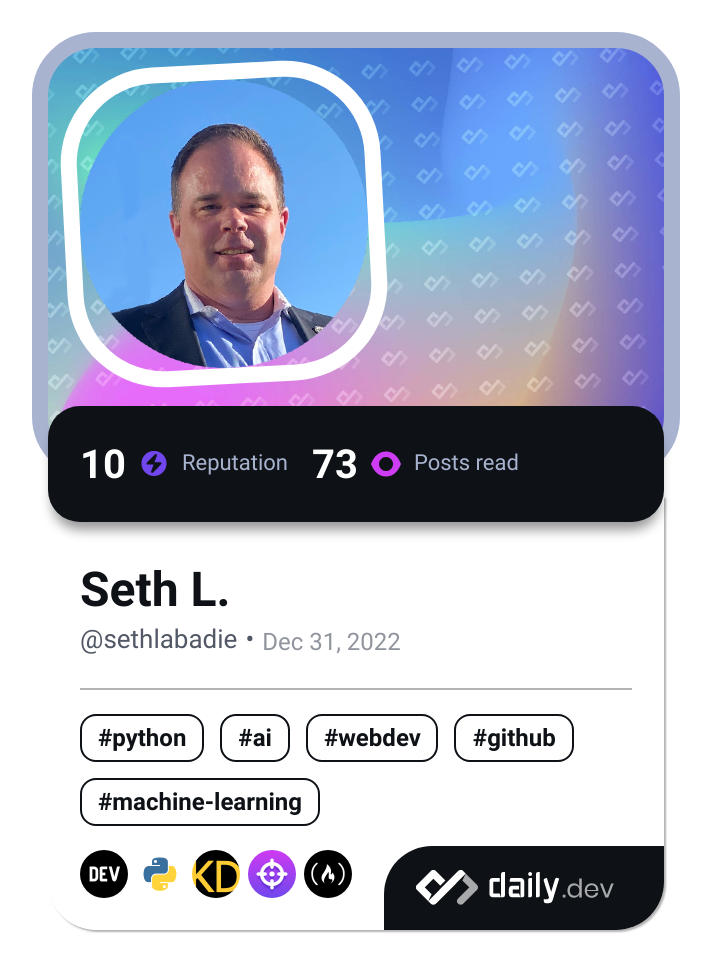 10 Reputation 73 Posts read
Seth L.
@sethlabadie • Dec 31, 2022
#python #ai #webdev #github
#machine-learning
DEV KD daily.dev